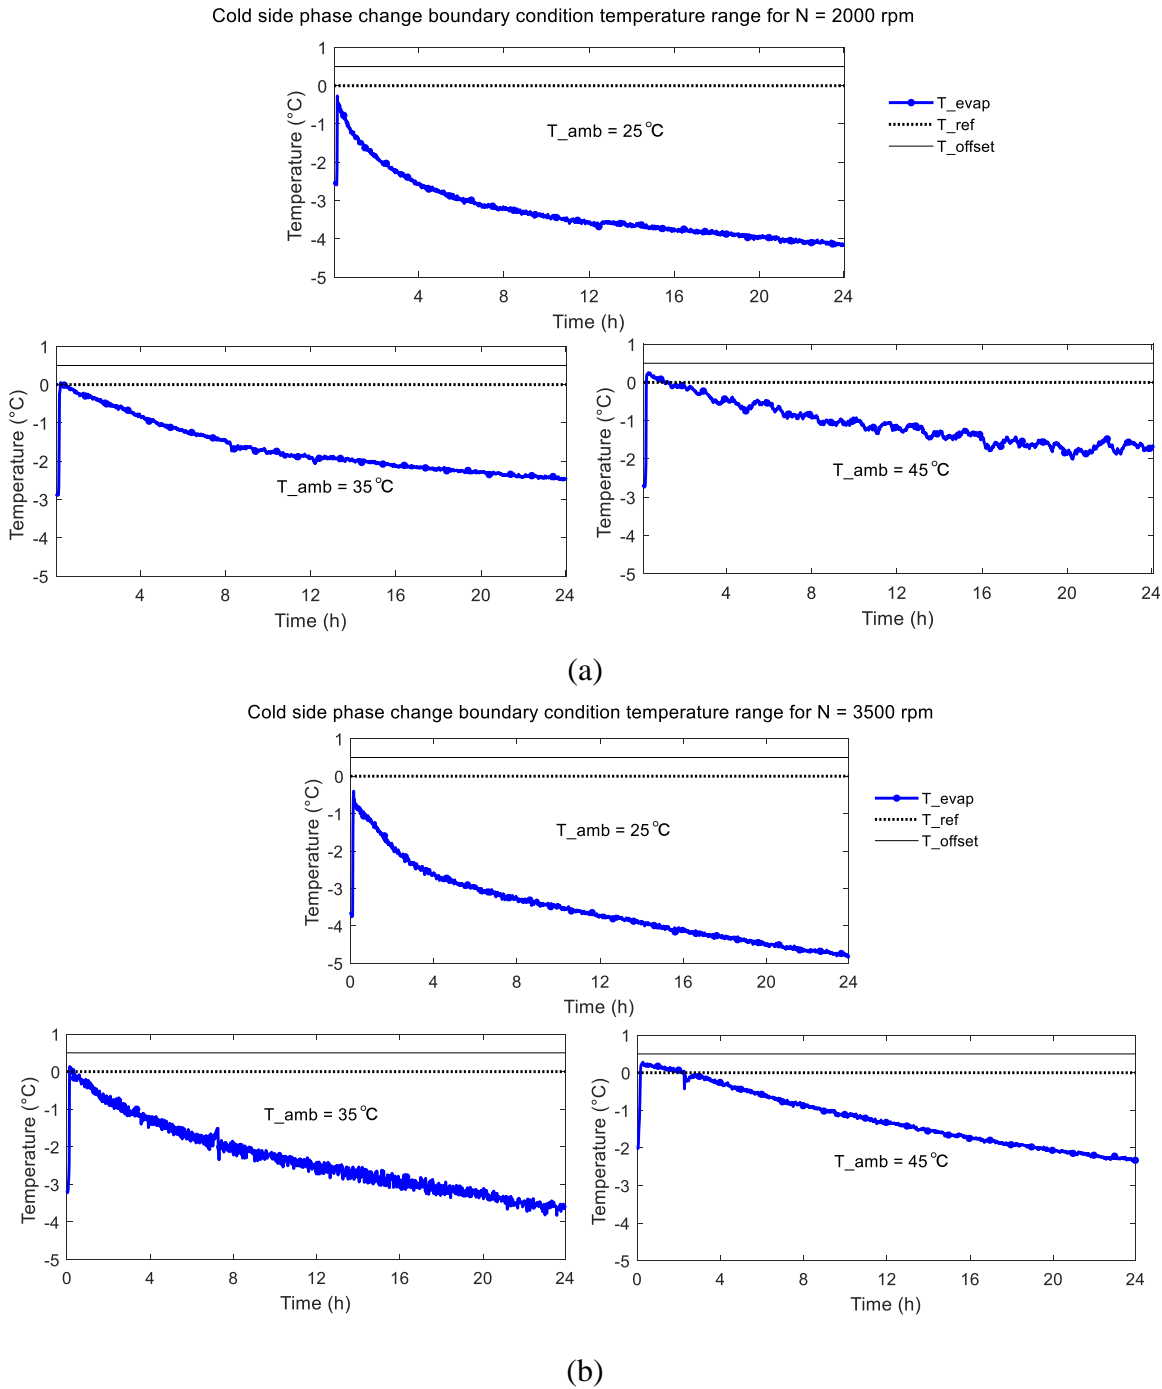 Cold side phase change boundary condition temperature range for N = 2000 rpm
1
0
-1
-2
-3
-4
-5
Temperature (°C)
T_amb = 25°C
4 8 12 16 20 24
Time (h)
T_evap
T_ref
T_offset
1
0
-1
-2
-3
-4
-5
Temperature (°C)
T_amb = 35°C
4 8 12 16 20 24
Time (h)
1
0
-1
-2
-3
-4
-5
Temperature (°C)
T_amb = 45°C
4 8 12 16 20 24
Time (h)
(a)
Cold side phase change boundary condition temperature range for N = 3500 rpm
1
0
-1
-2
-3
-4
-5
Temperature (°C)
T_amb = 25°C
0 4 8 12 16 20 24
Time (h)
T_evap
T_ref
T_offset
1
0
-1
-2
-3
-4
-5
Temperature (°C)
T_amb = 35°C
0 4 8 12 16 20 24
Time (h)
1
0
-1
-2
-3
-4
-5
Temperature (°C)
T_amb = 45°C
0 4 8 12 16 20 24
Time (h)
(b)